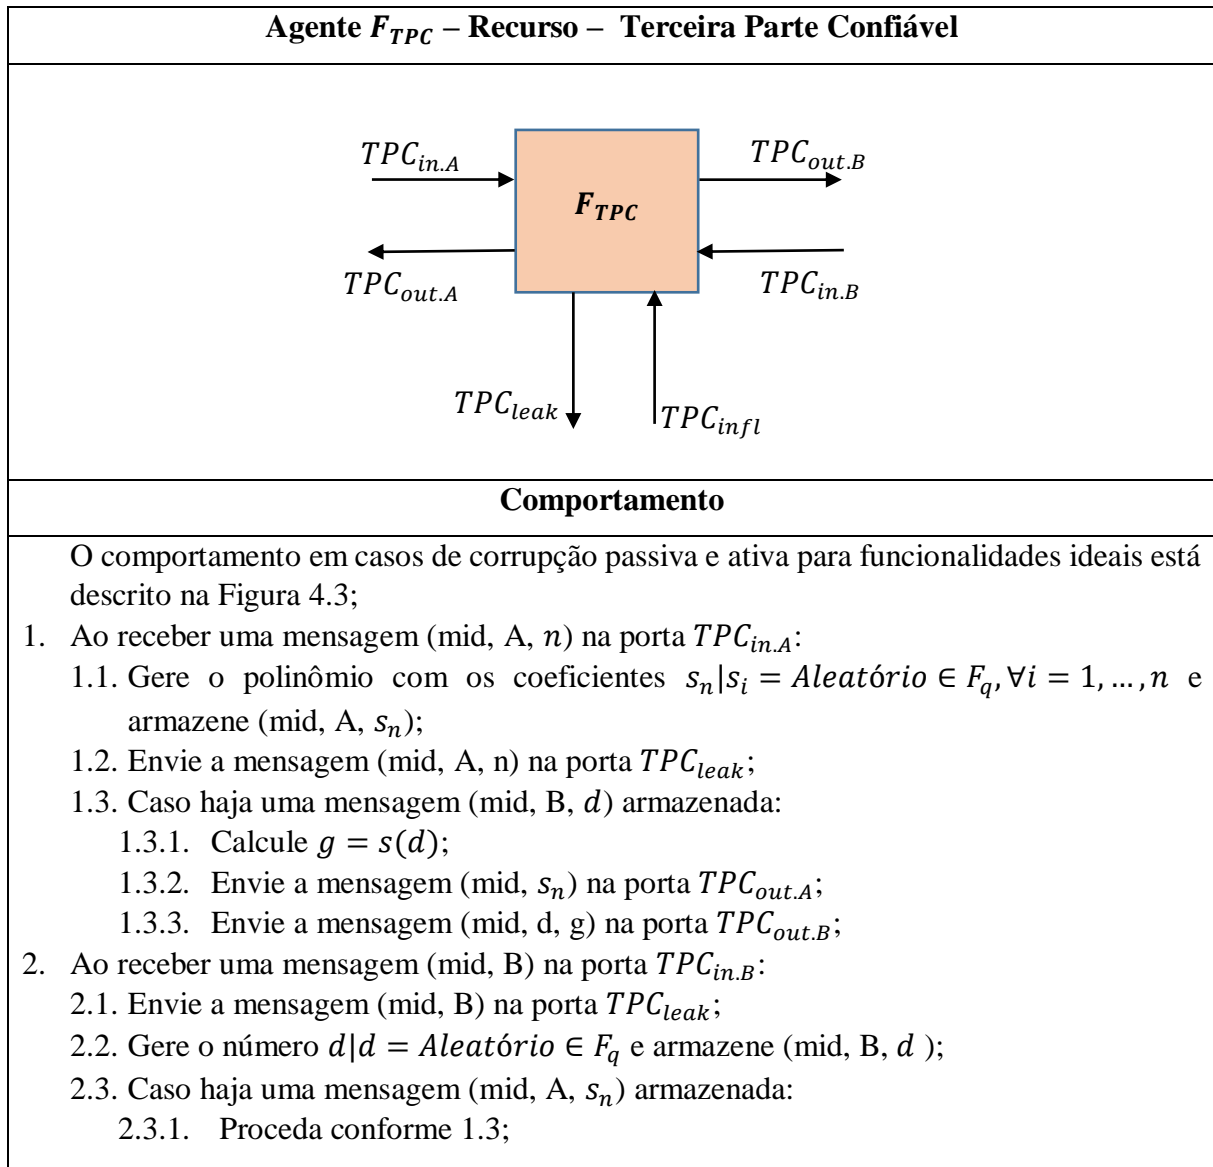 Agente F_TPC – Recurso – Terceira Parte Confiável
TPC_in.A
TPC_out.B
F_TPC
TPC_out.A
TPC_in.B
TPC_leak
TPC_infl
Comportamento
O comportamento em casos de corrupção passiva e ativa para funcionalidades ideais está
descrito na Figura 4.3;
1. Ao receber uma mensagem (mid, A, n) na porta TPC_in.A:
1.1. Gere o polinômio com os coeficientes s_n|s_i = Aleatório ∈ F_q, ∀i = 1, … , n e
armazene (mid, A, s_n);
1.2. Envie a mensagem (mid, A, n) na porta TPC_leak;
1.3. Caso haja uma mensagem (mid, B, d) armazenada:
1.3.1. Calcule g = s(d);
1.3.2. Envie a mensagem (mid, s_n) na porta TPC_out.A;
1.3.3. Envie a mensagem (mid, d, g) na porta TPC_out.B;
2. Ao receber uma mensagem (mid, B) na porta TPC_in.B:
2.1. Envie a mensagem (mid, B) na porta TPC_leak;
2.2. Gere o número d|d = Aleatório ∈ F_q e armazene (mid, B, d );
2.3. Caso haja uma mensagem (mid, A, s_n) armazenada:
2.3.1. Proceda conforme 1.3;